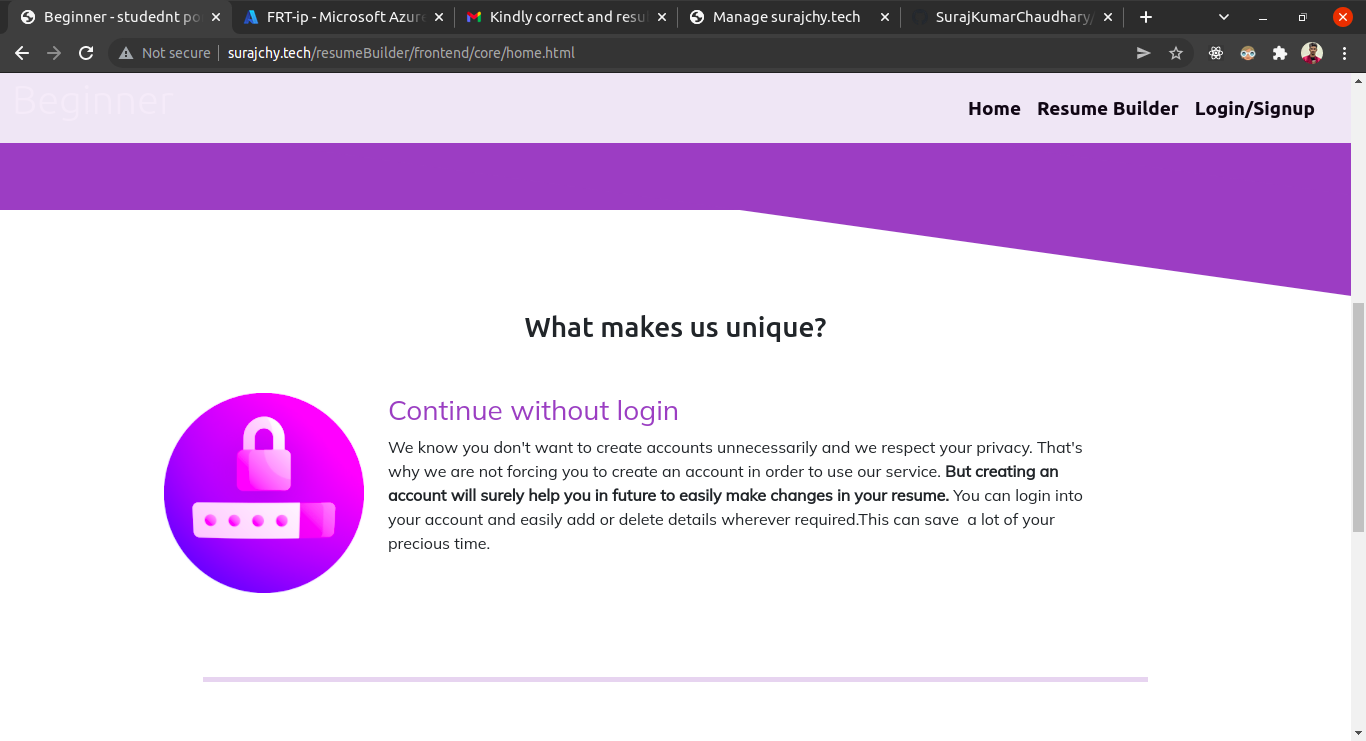 Beginner - studednt po
FRT-ip - Microsoft Azure
Kindly correct and resu
Manage surajchy.tech
SurajKumarChaudhary/
Not secure
surajchy.tech/resumeBuilder/frontend/core/home.html
Beginner
Home Resume Builder Login/Signup
What makes us unique?
Continue without login
We know you don't want to create accounts unnecessarily and we respect your privacy. That's
why we are not forcing you to create an account in order to use our service. But creating an
account will surely help you in future to easily make changes in your resume. You can login into
your account and easily add or delete details wherever required.This can save  a lot of your
precious time.